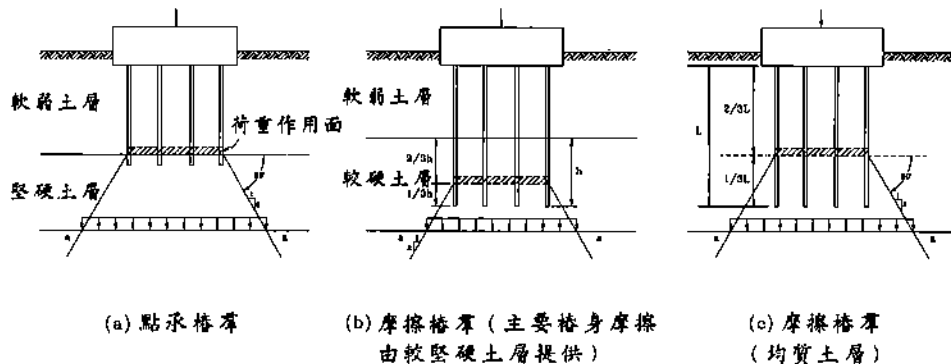 軟弱土層
荷重作用面
堅硬土層
(a) 點承樁羣
軟弱土層
2/3h
較硬土層
1/3h
h
(b) 摩擦樁羣 ( 主要樁身摩擦
由較堅硬土層提供 )
L
2/3L
1/3L
(c) 摩擦樁羣
( 均質土層 )